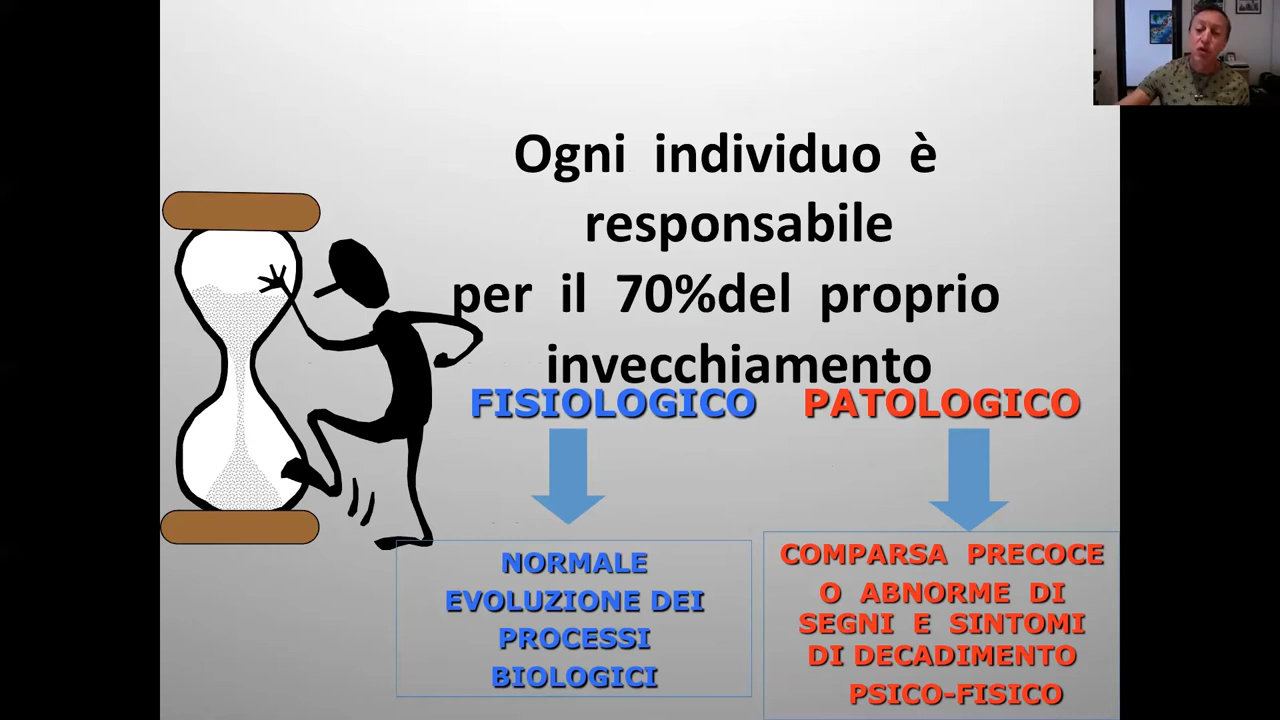 Ogni individuo è
responsabile
per il 70%del proprio
invecchiamento
FISIOLOGICO
PATOLOGICO
NORMALE
EVOLUZIONE DEI
PROCESSI
BIOLOGICI
COMPARSA PRECOCE
O ABNORME DI
SEGNI E SINTOMI
DI DECADIMENTO
PSICO-FISICO